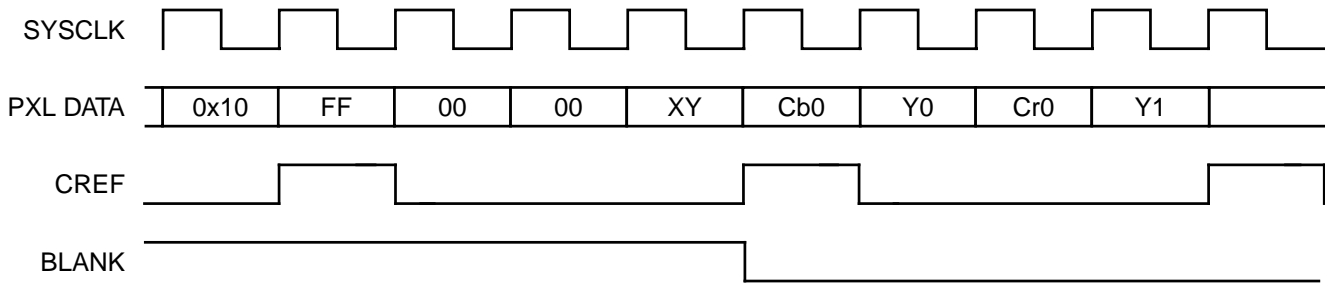 SYSCLK
PXL DATA 0x10 FF 00 00 XY Cb0 Y0 Cr0 Y1
CREF
BLANK